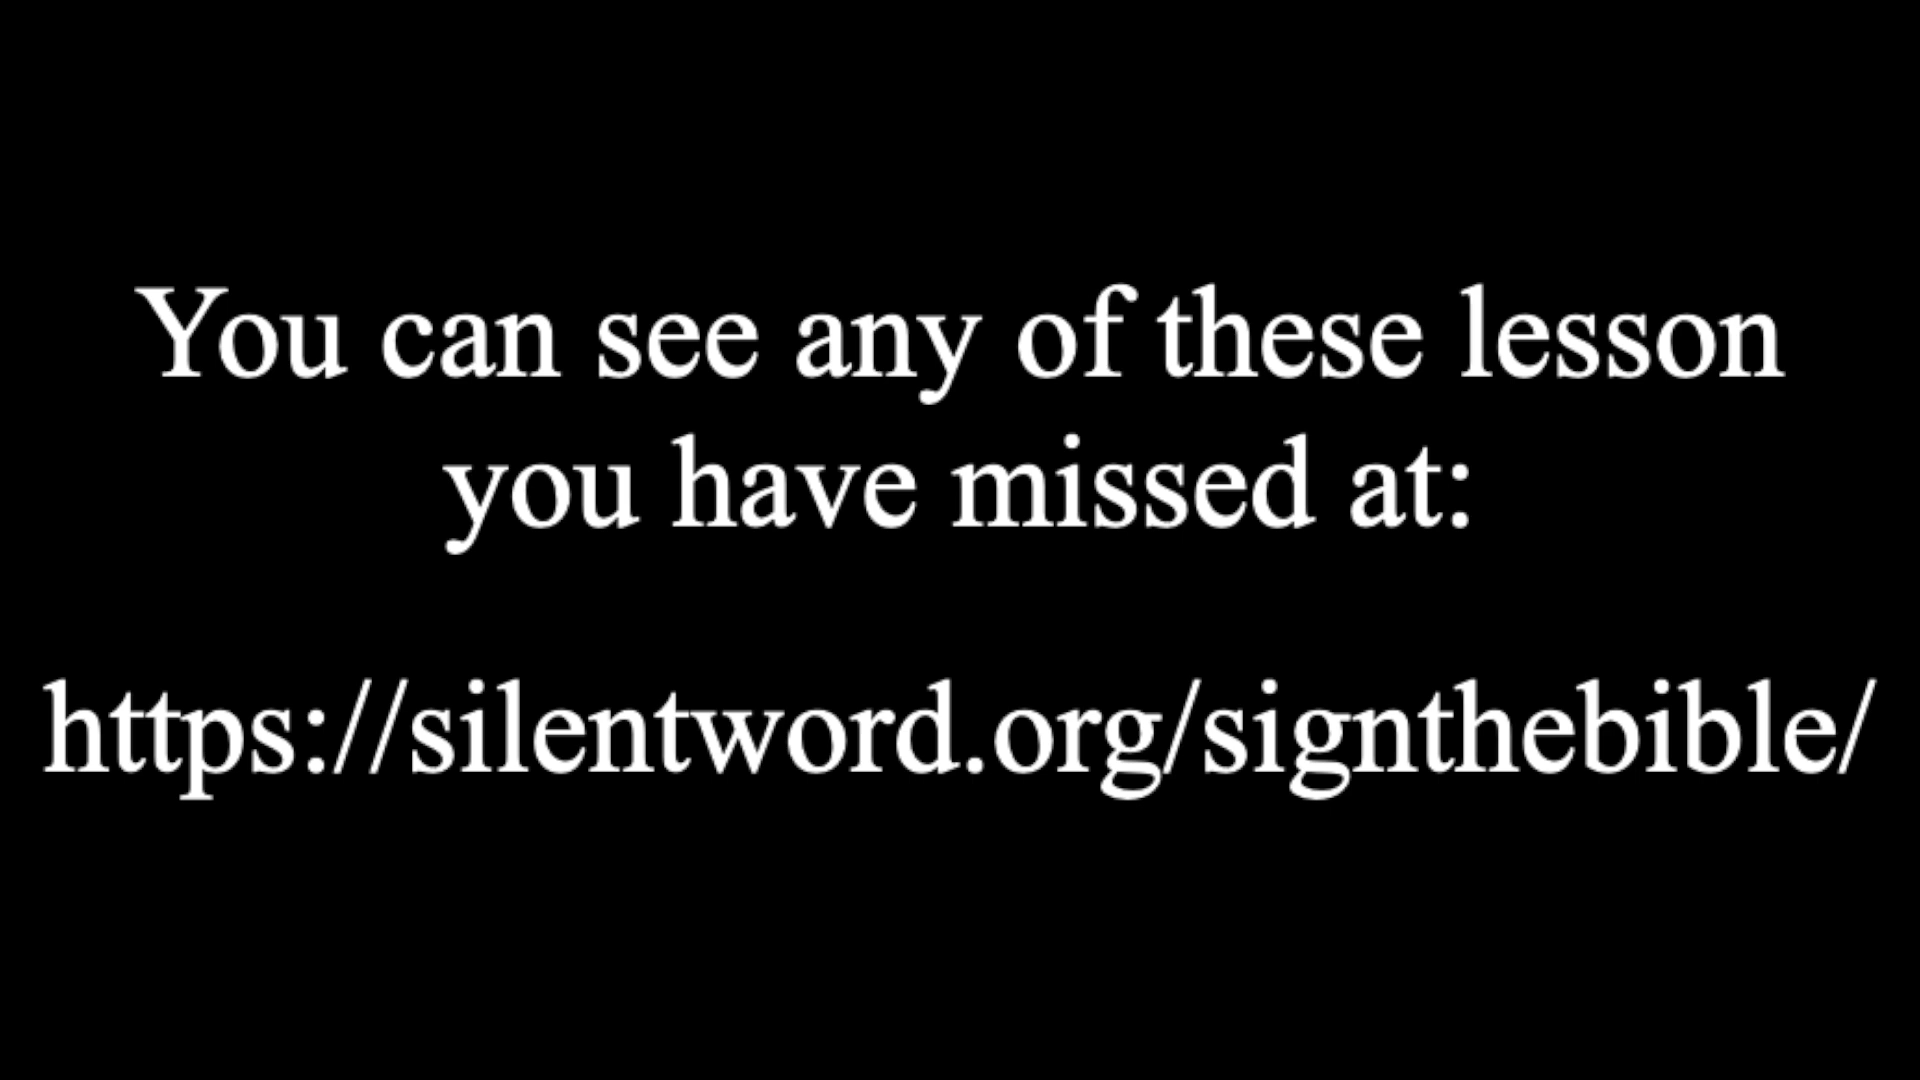 You can see any of these lesson
you have missed at:
https://silentword.org/signthebible/